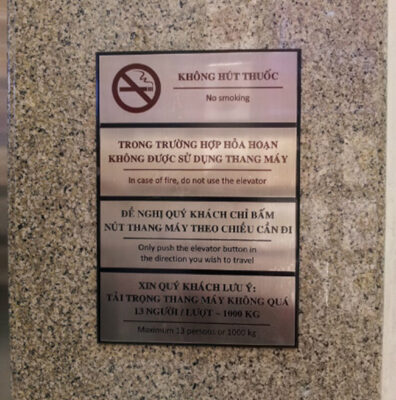 KHÔNG HÚT THUỐC
No smoking
TRONG TRƯỜNG HỢP HỎA HOẠN
KHÔNG ĐƯỢC SỬ DỤNG THANG MÁY
In case of fire, do not use the elevator
ĐỀ NGHỊ QUÝ KHÁCH CHỈ BẤM
NÚT THANG MÁY THEO CHIỀU CẦN ĐI
Only push the elevator button in
the direction you wish to travel
XIN QUÝ KHÁCH LƯU Ý:
TẢI TRỌNG THANG MÁY KHÔNG QUÁ
13 NGƯỜI / LƯỢT ~ 1000 KG
Maximum 13 persons or 1000 kg